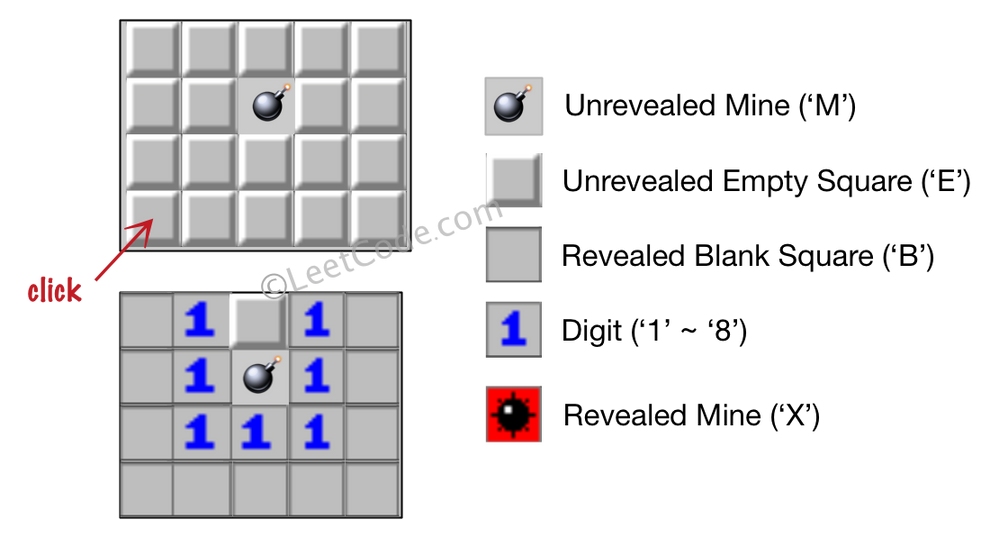 Unrevealed Mine (‘M’)
Unrevealed Empty Square (‘E’)
©LeetCode.com
Revealed Blank Square (‘B’)
click
1 1
1 Digit (‘1’ ~ ‘8’)
1 1
Revealed Mine (‘X’)
1 1 1